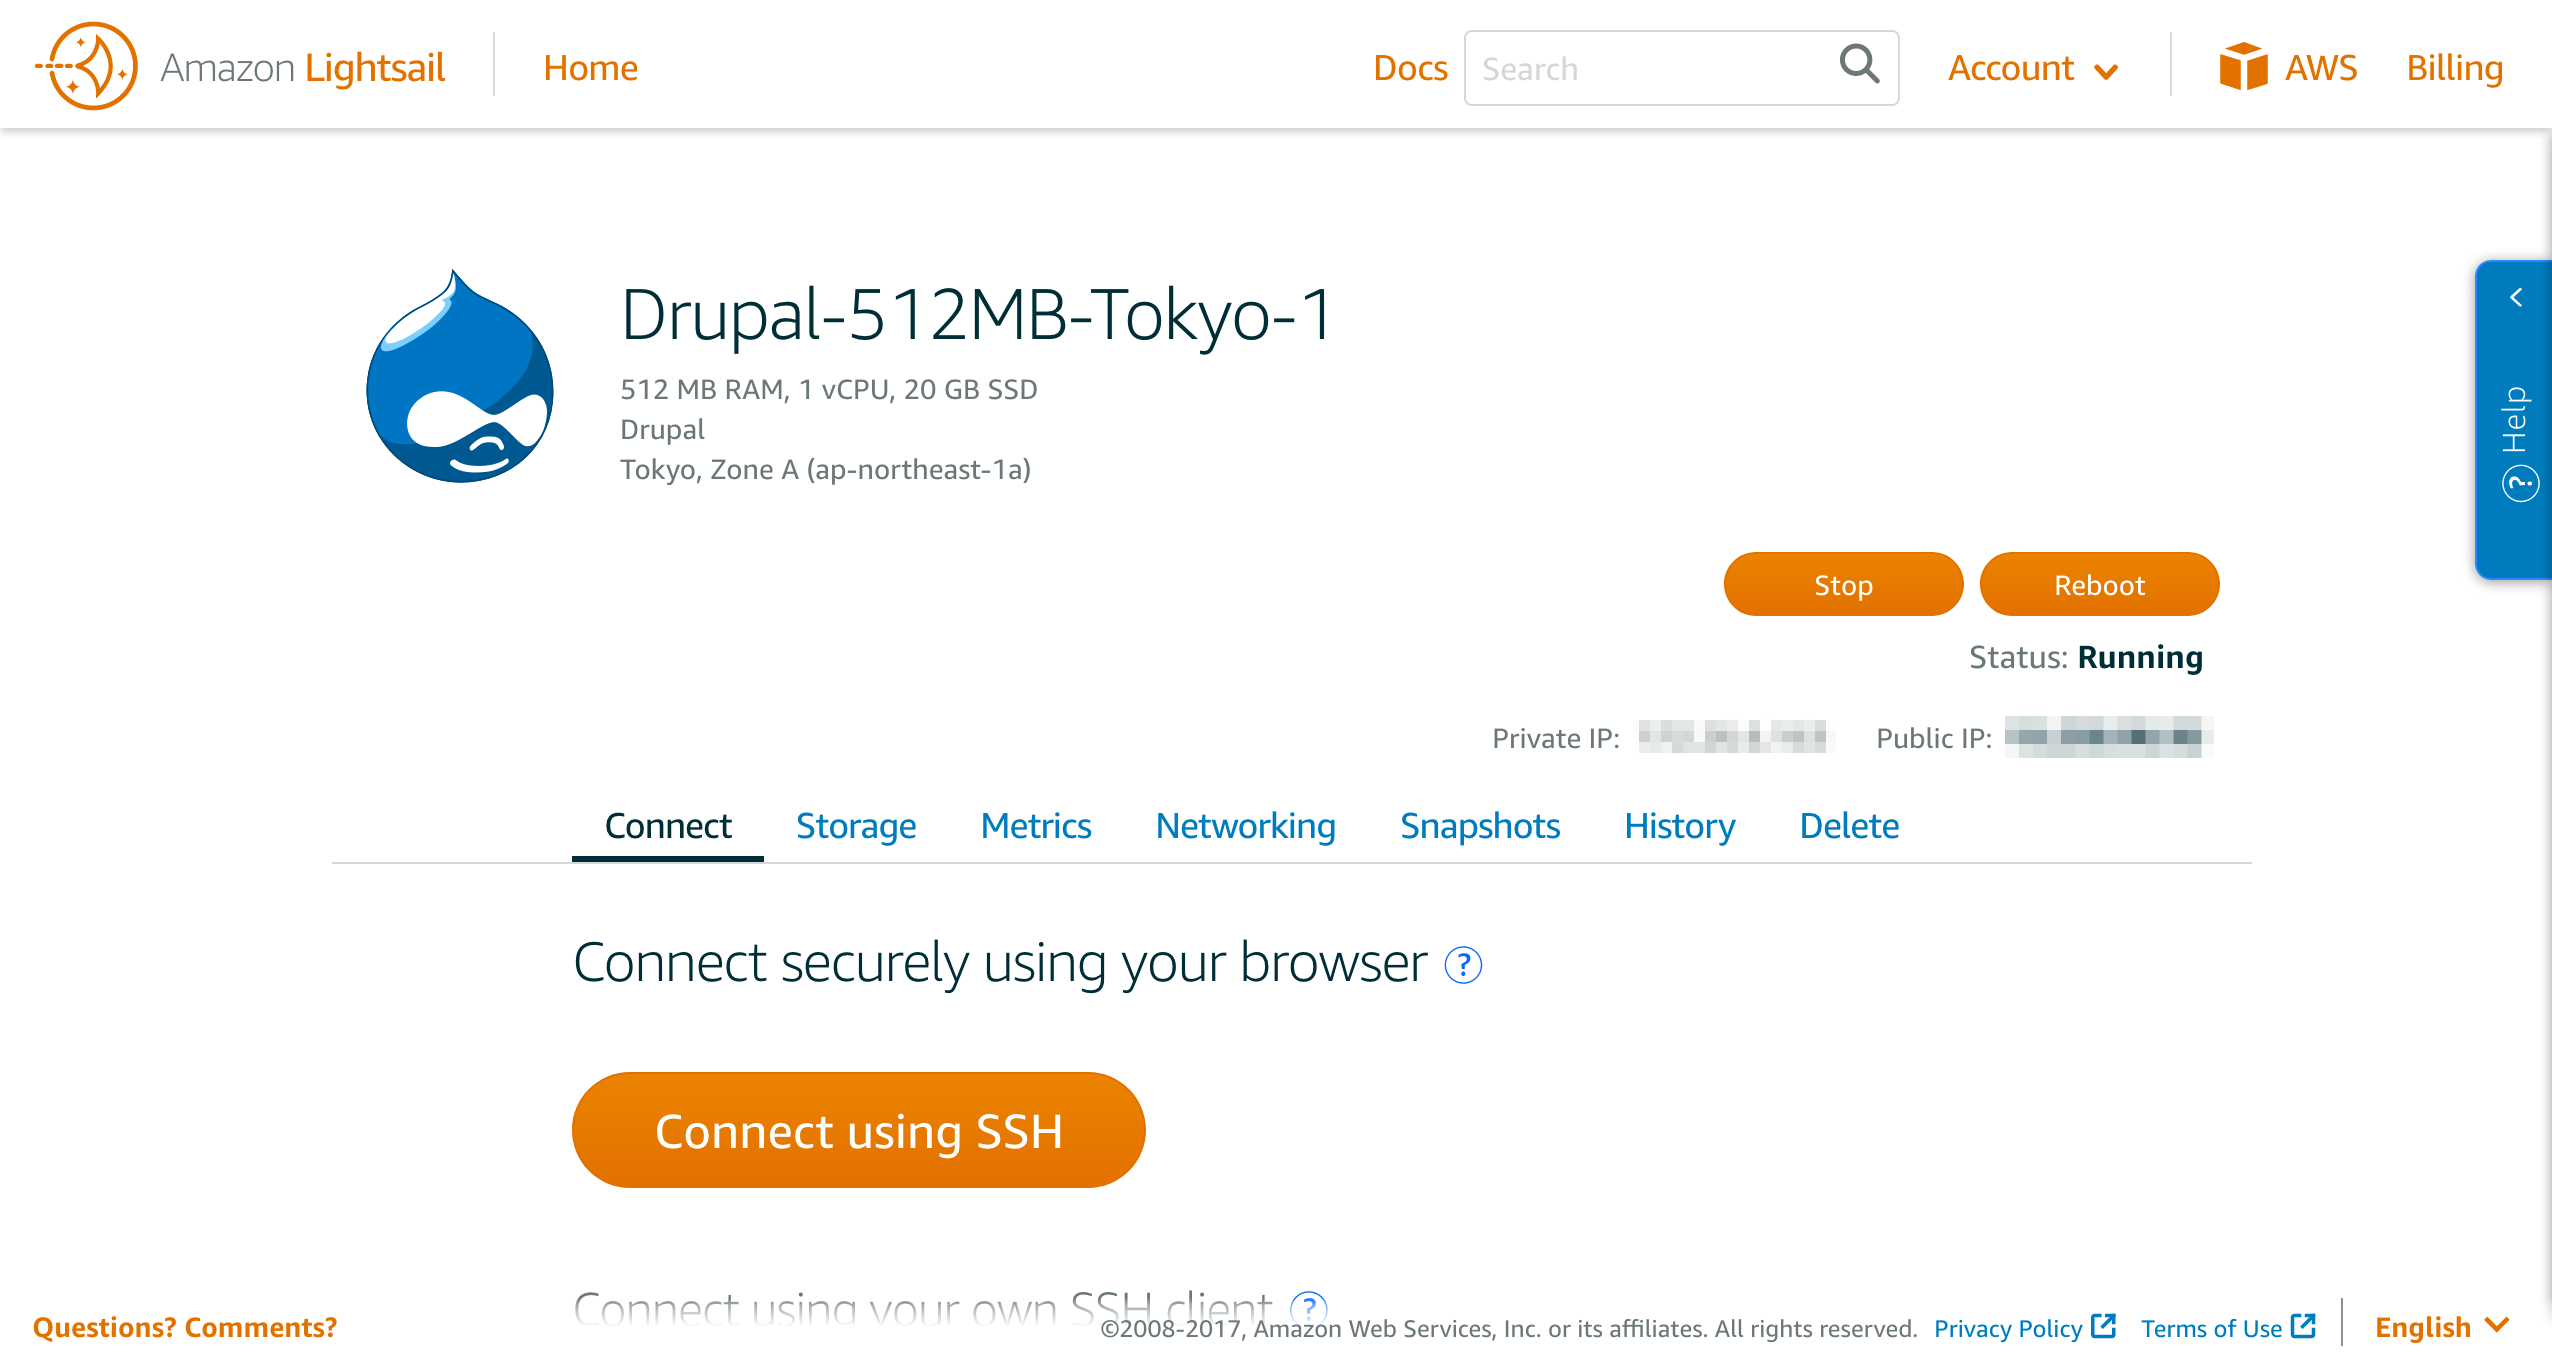 Amazon Lightsail Home Docs Search Account AWS Billing
Drupal-512MB-Tokyo-1
512 MB RAM, 1 vCPU, 20 GB SSD
Drupal
Tokyo, Zone A (ap-northeast-1a)
Help
Stop Reboot
Status: Running
Private IP: Public IP:
Connect Storage Metrics Networking Snapshots History Delete
Connect securely using your browser ?
Connect using SSH
Connect using your own SSH client ?
Questions? Comments? ©2008-2017, Amazon Web Services, Inc. or its affiliates. All rights reserved. Privacy Policy Terms of Use English